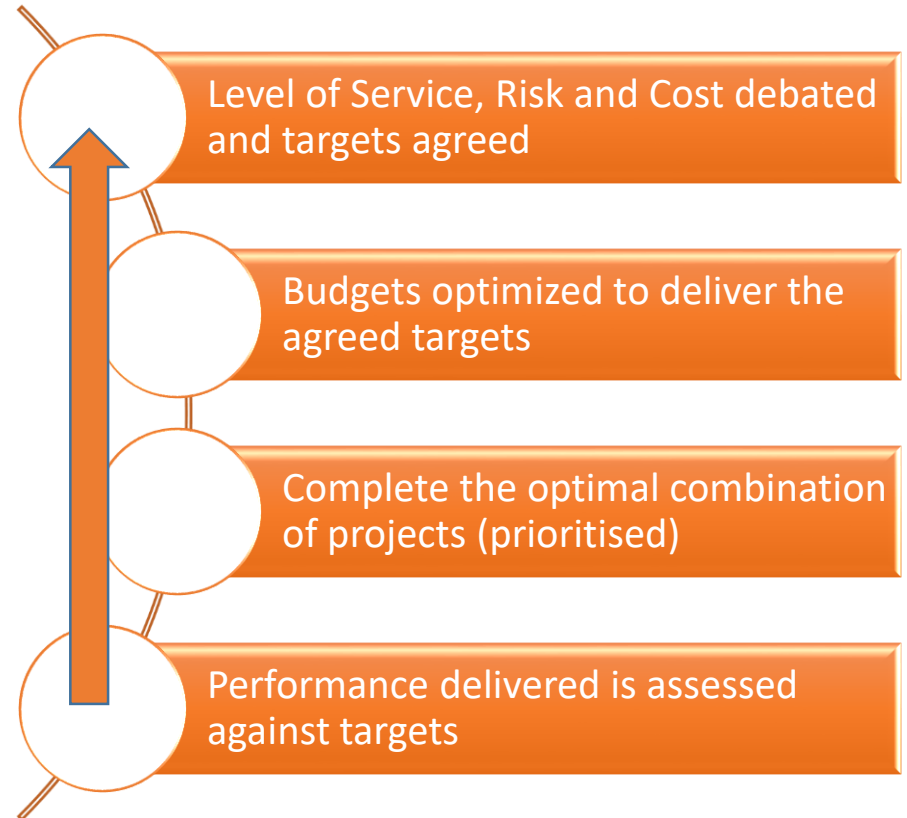 Level of Service, Risk and Cost debated
and targets agreed
Budgets optimized to deliver the
agreed targets
Complete the optimal combination
of projects (prioritised)
Performance delivered is assessed
against targets